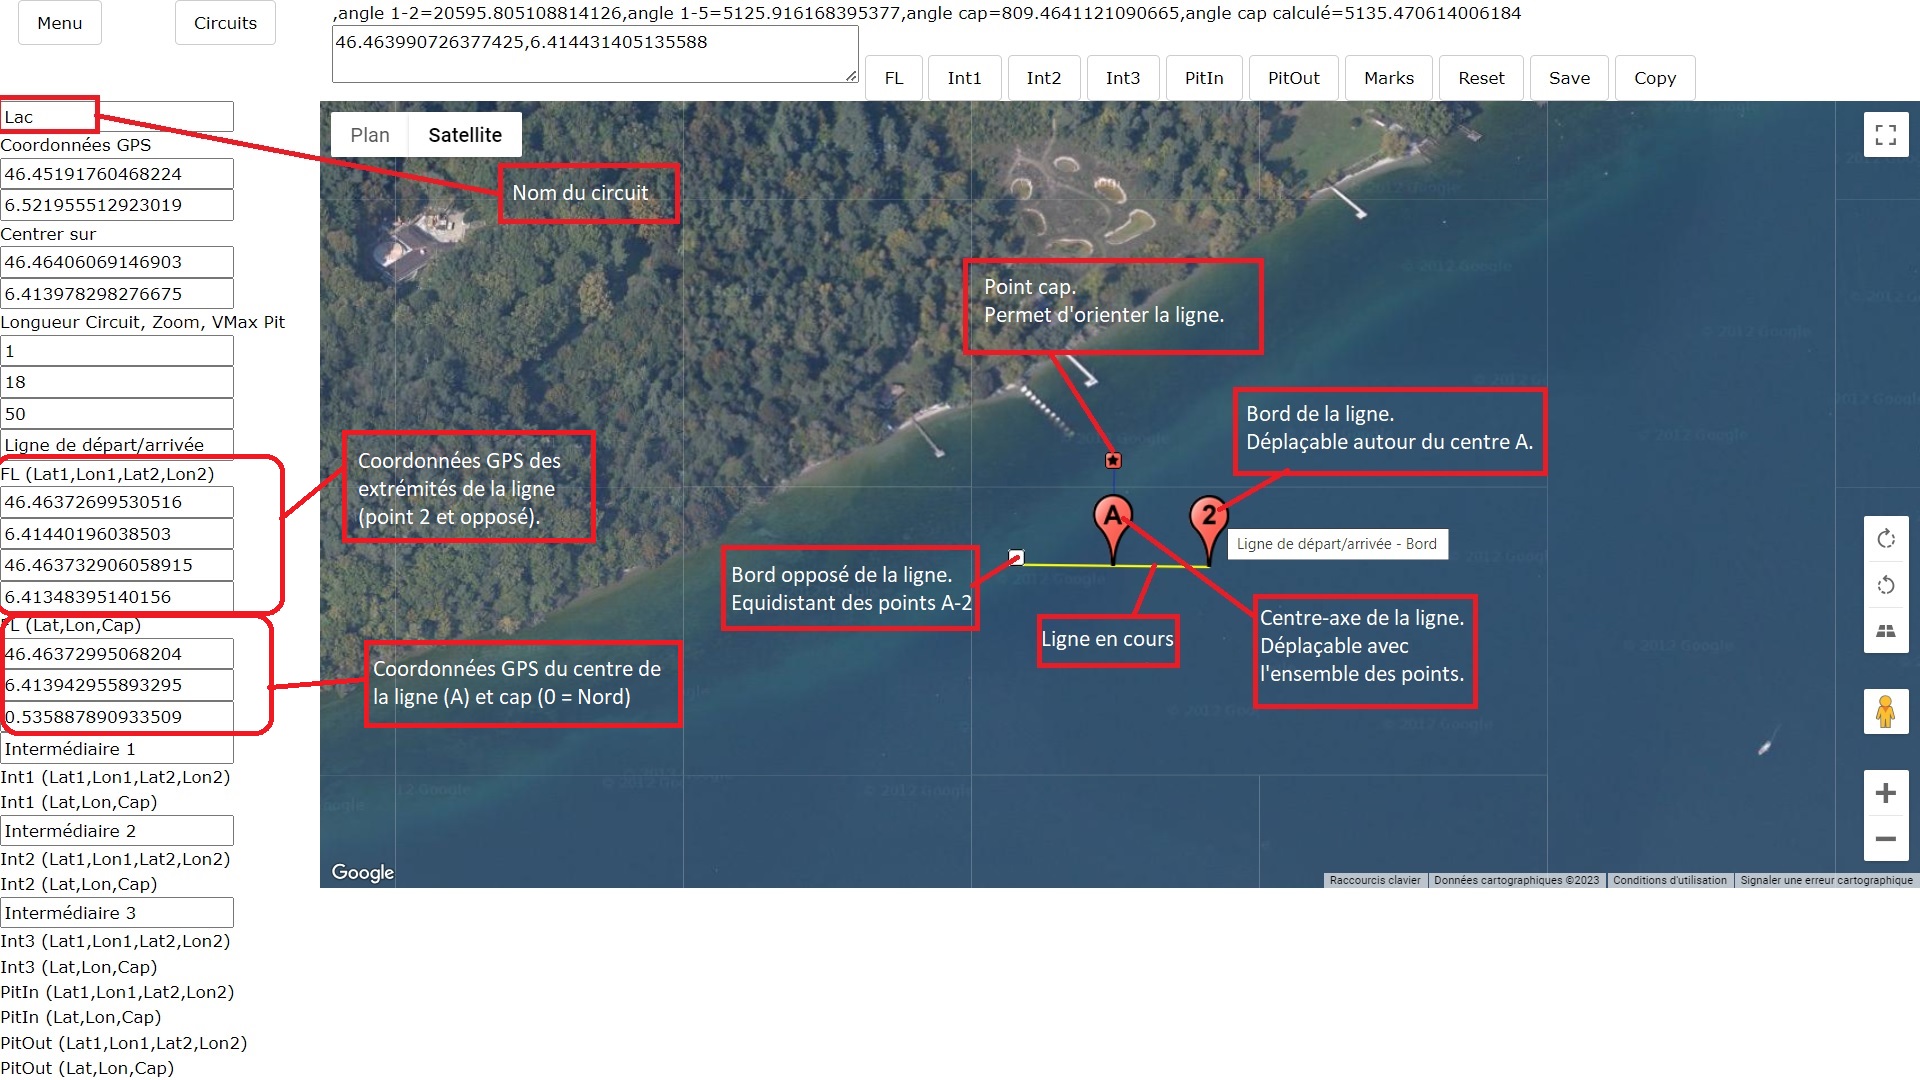 Menu
Circuits
,angle 1-2=20595.805108814126,angle 1-5=5125.916168395377,angle cap=809.4641121090665,angle cap calculé=5135.470614006184
46.463990726377425,6.414431405135588
FL
Int1
Int2
Int3
PitIn
PitOut
Marks
Reset
Save
Copy
Lac
Coordonnées GPS
46.45191760468224
6.521955512923019
Centrer sur
46.46406069146903
6.413978298276675
Longueur Circuit, Zoom, VMax Pit
1
18
50
Ligne de départ/arrivée
FL (Lat1,Lon1,Lat2,Lon2)
46.46372699530516
6.41440196038503
46.463732906058915
6.41348395140156
FL (Lat,Lon,Cap)
46.46372995068204
6.413942955893295
0.535887890933509
Intermédiaire 1
Int1 (Lat1,Lon1,Lat2,Lon2)
Int1 (Lat,Lon,Cap)
Intermédiaire 2
Int2 (Lat1,Lon1,Lat2,Lon2)
Int2 (Lat,Lon,Cap)
Intermédiaire 3
Int3 (Lat1,Lon1,Lat2,Lon2)
Int3 (Lat,Lon,Cap)
PitIn (Lat1,Lon1,Lat2,Lon2)
PitIn (Lat,Lon,Cap)
PitOut (Lat1,Lon1,Lat2,Lon2)
PitOut (Lat,Lon,Cap)
Plan
Satellite
Nom du circuit
Point cap.
Permet d'orienter la ligne.
Bord de la ligne.
Déplaçable autour du centre A.
Coordonnées GPS des
extrémités de la ligne
(point 2 et opposé).
A
2
Ligne de départ/arrivée - Bord
Bord opposé de la ligne.
Equidistant des points A-2
Ligne en cours
Centre-axe de la ligne.
Déplaçable avec
l'ensemble des points.
Coordonnées GPS du centre de
la ligne (A) et cap (0 = Nord)
Google
Raccourcis clavier
Données cartographiques ©2023
Conditions d'utilisation
Signaler une erreur cartographique